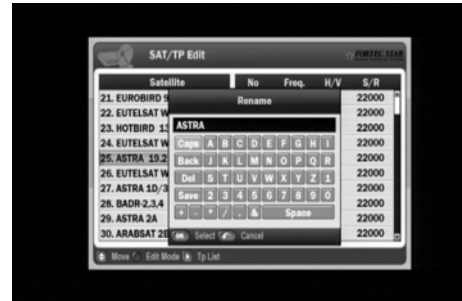 SAT/TP Edit
FORTEC STAR
Satellite No Freq. H/V S/R
21. EUROBIRD 9 22000
Rename
22. EUTELSAT W 22000
23. HOTBIRD 13 22000
ASTRA
24. EUTELSAT W 22000
Caps A B C D E F G H I
25. ASTRA 19.2 22000
Back J K L M N O P Q R
26. EUTELSAT W 22000
Del S T U V W X Y Z 1
27. ASTRA 1D/3 22000
Save 2 3 4 5 6 7 8 9 0
28. BADR-2,3,4 22000
+ - * / . & Space
29. ASTRA 2A 22000
OK Select Cancel
30. ARABSAT 2B 22000
Move Edit Mode Tp List